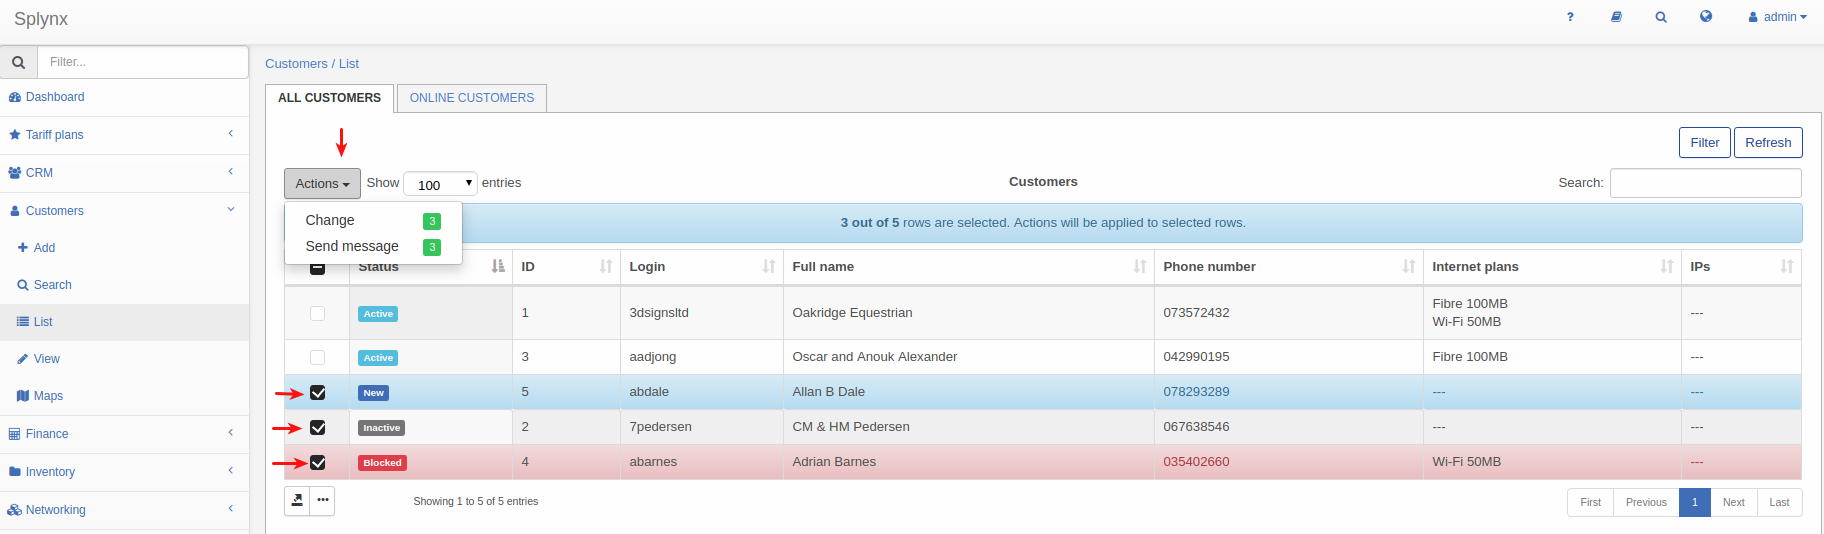 Splynx
? admin
Filter...
Customers / List
Dashboard
Tariff plans
CRM
Customers
Add
Search
List
View
Maps
Finance
Inventory
Networking
ALL CUSTOMERS
ONLINE CUSTOMERS
Filter Refresh
Actions Show 100 entries
Customers
Search:
Change 3
Send message 3
3 out of 5 rows are selected. Actions will be applied to selected rows.
Status ID Login Full name Phone number Internet plans IPs
Active 1 3dsignsltd Oakridge Equestrian 073572432 Fibre 100MB ---
Wi-Fi 50MB
Active 3 aadjong Oscar and Anouk Alexander 042990195 Fibre 100MB ---
New 5 abdale Allan B Dale 078293289 --- ---
Inactive 2 7pedersen CM & HM Pedersen 067638546 --- ---
Blocked 4 abarnes Adrian Barnes 035402660 Wi-Fi 50MB ---
Showing 1 to 5 of 5 entries
First Previous 1 Next Last